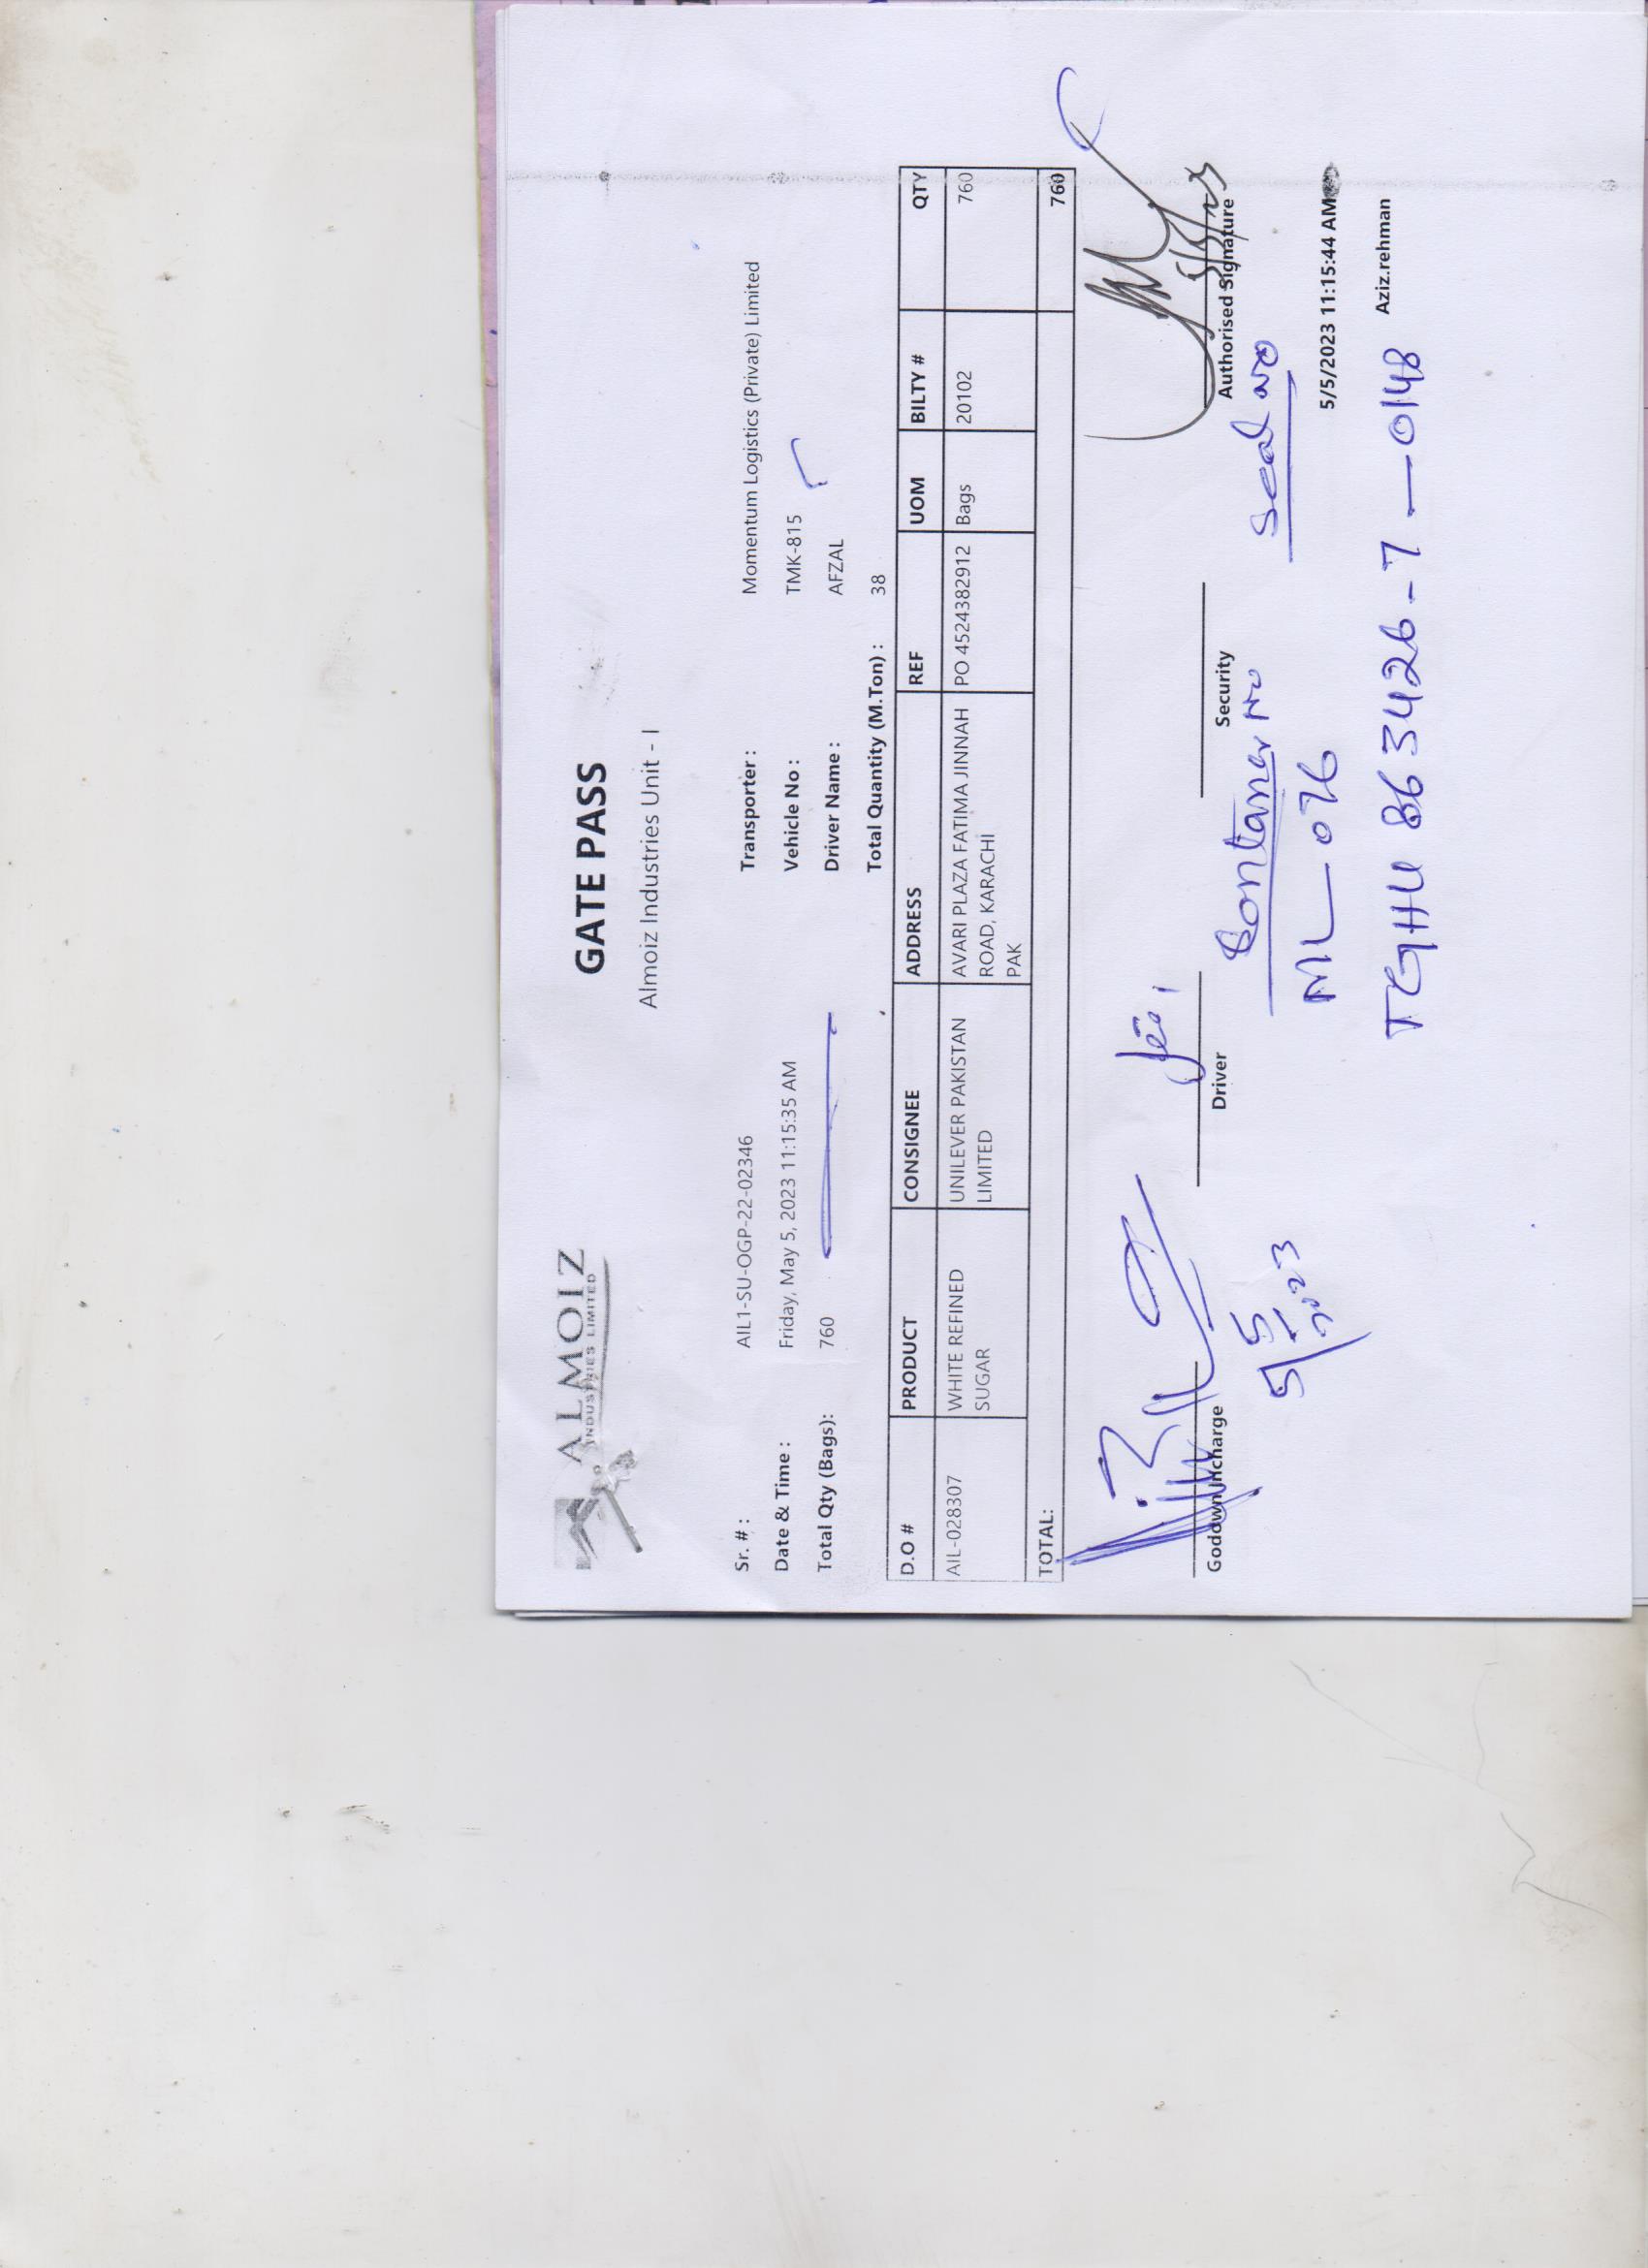 ALMOIZ
INDUSTRIES LIMITED
GATE PASS
Almoiz Industries Unit - I
Sr. # : AIL1-SU-OGP-22-02346 Transporter : Momentum Logistics (Private) Limited
Date & Time : Friday, May 5, 2023 11:15:35 AM Vehicle No : TMK-815
Total Qty (Bags): 760 Driver Name : AFZAL
Total Quantity (M.Ton) : 38
D.O # PRODUCT CONSIGNEE ADDRESS REF UOM BILTY # QTY
AIL-028307 WHITE REFINED UNILEVER PAKISTAN AVARI PLAZA FATIMA JINNAH PO 4524382912 Bags 20102 760
SUGAR LIMITED ROAD, KARACHI
PAK
TOTAL: 760
Godown Incharge Driver Security Authorised Signature
5/5/2023
Contaner No Seal no
ML-076
5/5/2023 11:15:44 AM
TGHU 863426-7-0148
Aziz.rehman